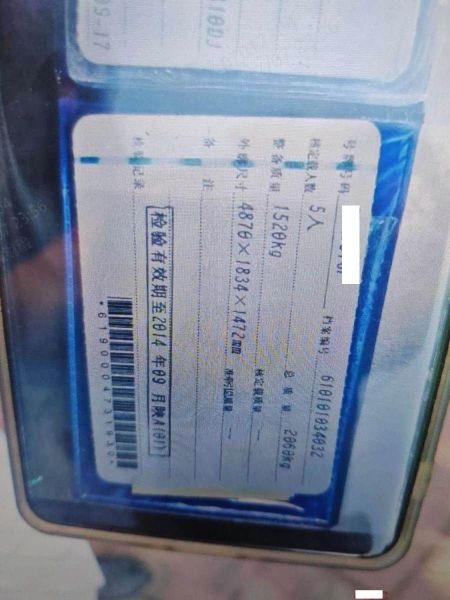 号牌号码 档案编号 610101034032
核定载人数 5人 总质量 2060kg
整备质量 1520kg 核定载质量 —
外廓尺寸 4870×1834×1472mm 准牵引总质量 —
备注
检验记录 检验有效期至2014年09月陕A(01)